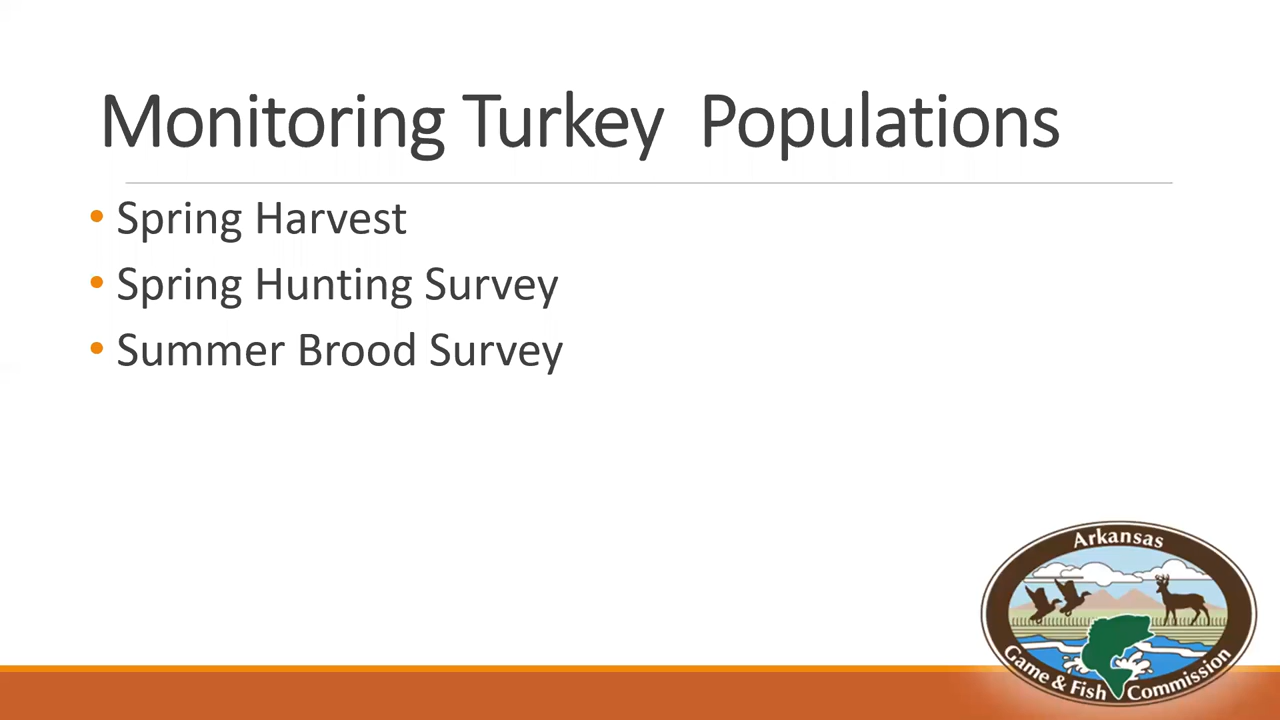 Monitoring Turkey Populations
• Spring Harvest
• Spring Hunting Survey
• Summer Brood Survey
Arkansas
Game & Fish Commission